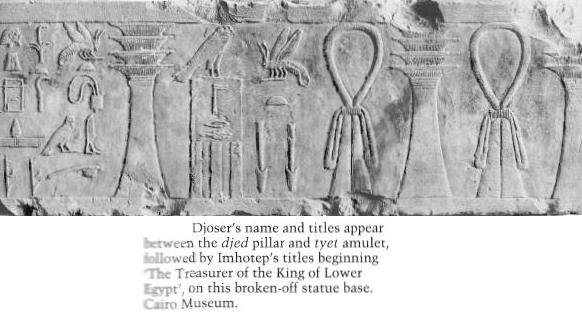 Djoser's name and titles appear
between the djed pillar and tyet amulet,
followed by Imhotep's titles beginning
'The Treasurer of the King of Lower
Egypt', on this broken-off statue base.
Cairo Museum.